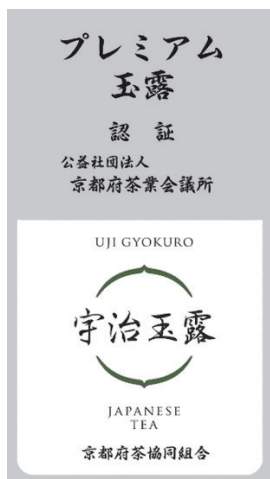 プレミアム
玉露
認証
公益社団法人
京都府茶業会議所
UJI GYOKURO
宇治玉露
JAPANESE
TEA
京都府茶協同組合